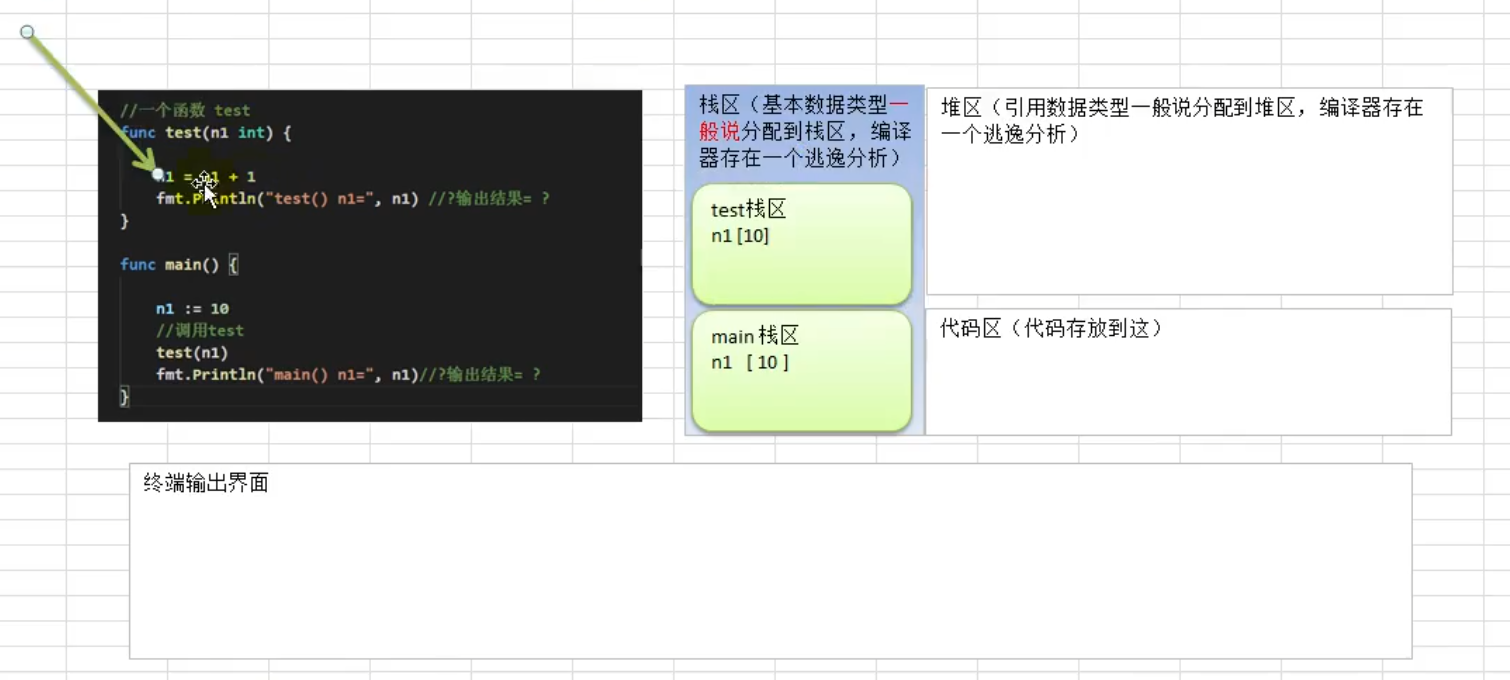 //一个函数 test
func test(n1 int) {
n1 = n1 + 1
fmt.Println("test() n1=", n1) //?输出结果= ?
}
func main() {
n1 := 10
//调用test
test(n1)
fmt.Println("main() n1=", n1)//?输出结果= ?
}
栈区（基本数据类型一
般说分配到栈区，编译
器存在一个逃逸分析）
test栈区
n1 [10]
main 栈区
n1 [ 10 ]
堆区（引用数据类型一般说分配到堆区，编译器存在
一个逃逸分析）
代码区（代码存放到这）
终端输出界面